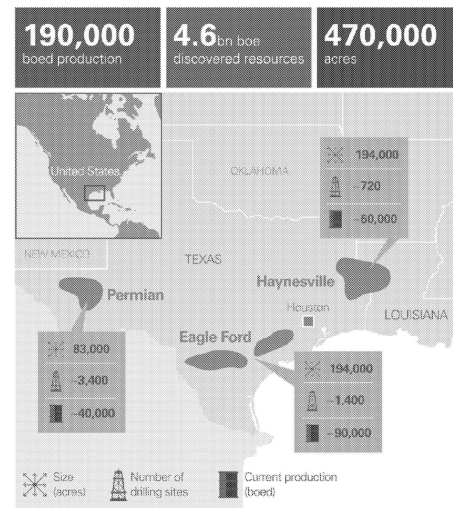 190,000
boed production
4.6bn boe
discovered resources
470,000
acres
United States
OKLAHOMA
194,000
~720
~60,000
NEW MEXICO
TEXAS
Haynesville
Permian
Houston
LOUISIANA
Eagle Ford
83,000
~3,400
~40,000
194,000
~1,400
~90,000
Size
(acres)
Number of
drilling sites
Current production
(boed)